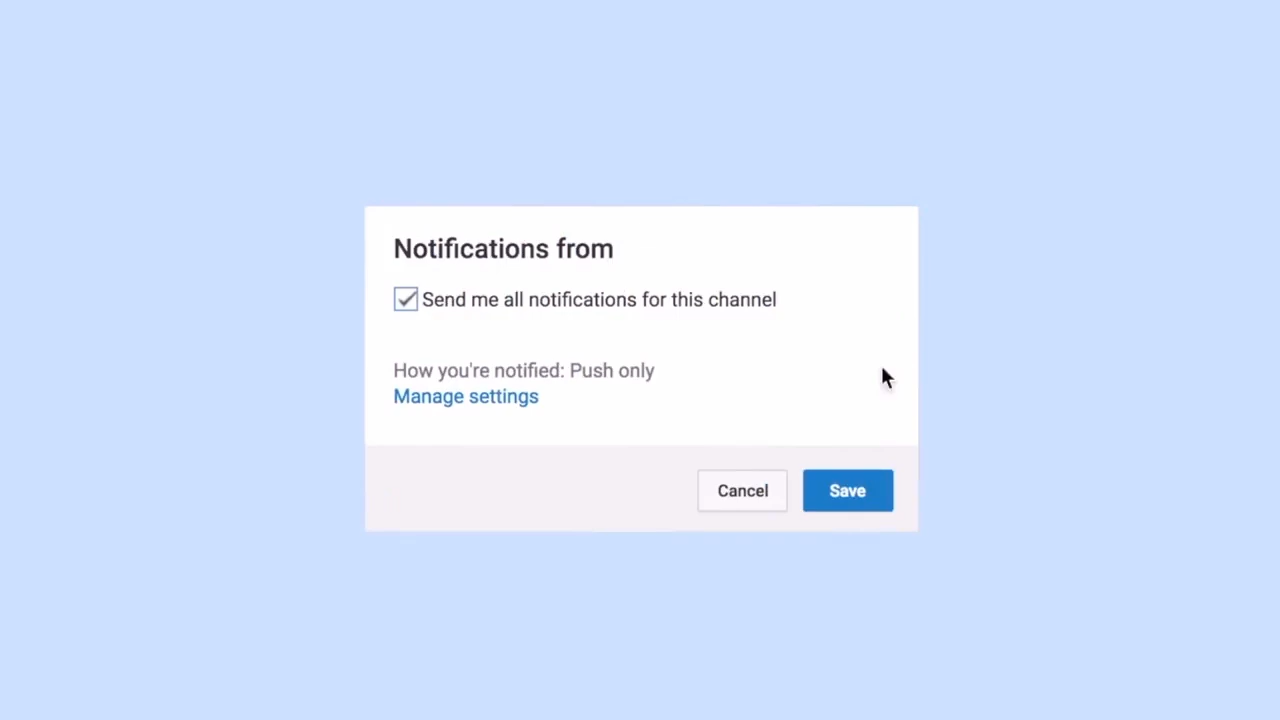 Notifications from
Send me all notifications for this channel
How you're notified: Push only
Manage settings
Cancel Save